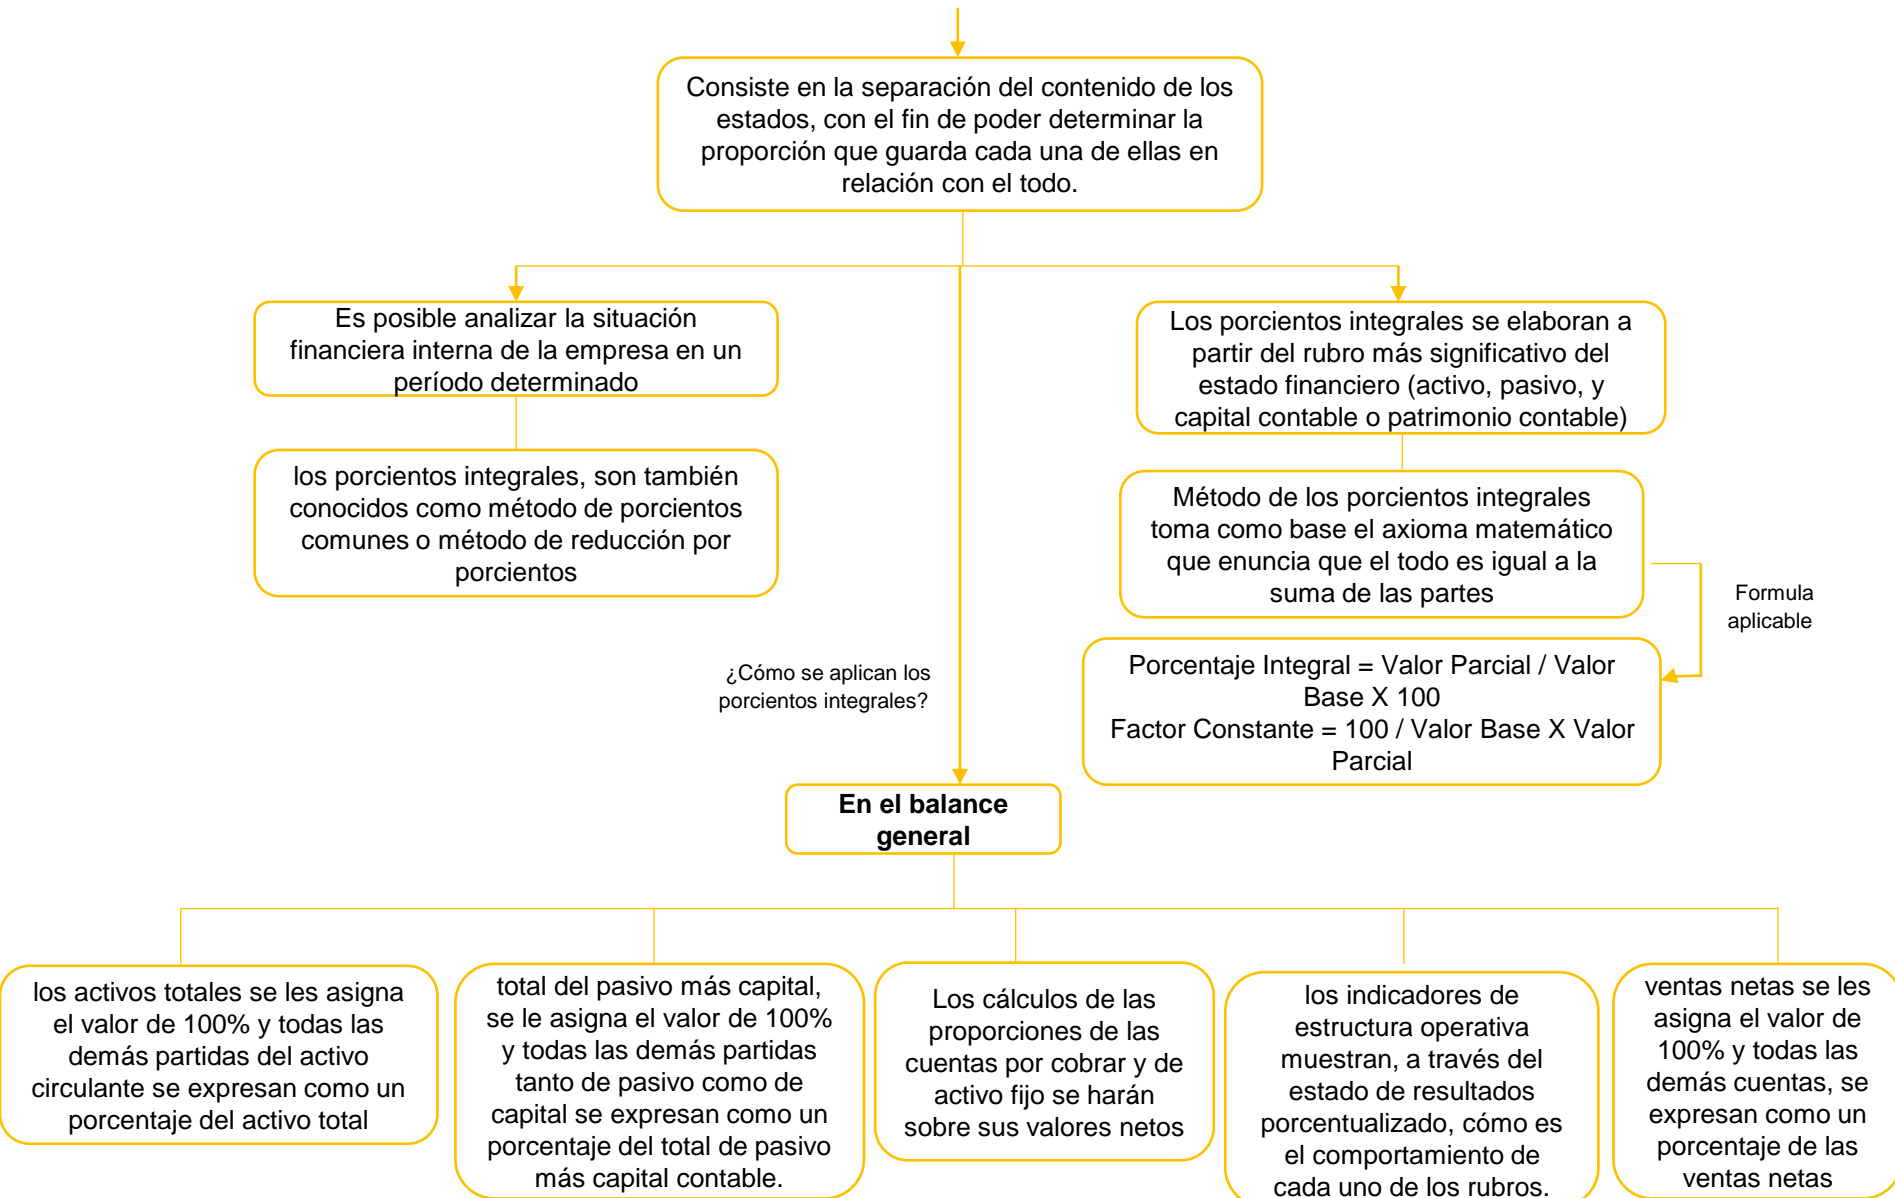 Consiste en la separación del contenido de los
estados, con el fin de poder determinar la
proporción que guarda cada una de ellas en
relación con el todo.
Es posible analizar la situación
financiera interna de la empresa en un
período determinado
los porcientos integrales, son también
conocidos como método de porcientos
comunes o método de reducción por
porcientos
Los porcientos integrales se elaboran a
partir del rubro más significativo del
estado financiero (activo, pasivo, y
capital contable o patrimonio contable)
Método de los porcientos integrales
toma como base el axioma matemático
que enuncia que el todo es igual a la
suma de las partes
Formula
aplicable
Porcentaje Integral = Valor Parcial / Valor
Base X 100
Factor Constante = 100 / Valor Base X Valor
Parcial
¿Cómo se aplican los
porcientos integrales?
En el balance
general
los activos totales se les asigna
el valor de 100% y todas las
demás partidas del activo
circulante se expresan como un
porcentaje del activo total
total del pasivo más capital,
se le asigna el valor de 100%
y todas las demás partidas
tanto de pasivo como de
capital se expresan como un
porcentaje del total de pasivo
más capital contable.
Los cálculos de las
proporciones de las
cuentas por cobrar y de
activo fijo se harán
sobre sus valores netos
los indicadores de
estructura operativa
muestran, a través del
estado de resultados
porcentualizado, cómo es
el comportamiento de
cada uno de los rubros.
ventas netas se les
asigna el valor de
100% y todas las
demás cuentas, se
expresan como un
porcentaje de las
ventas netas